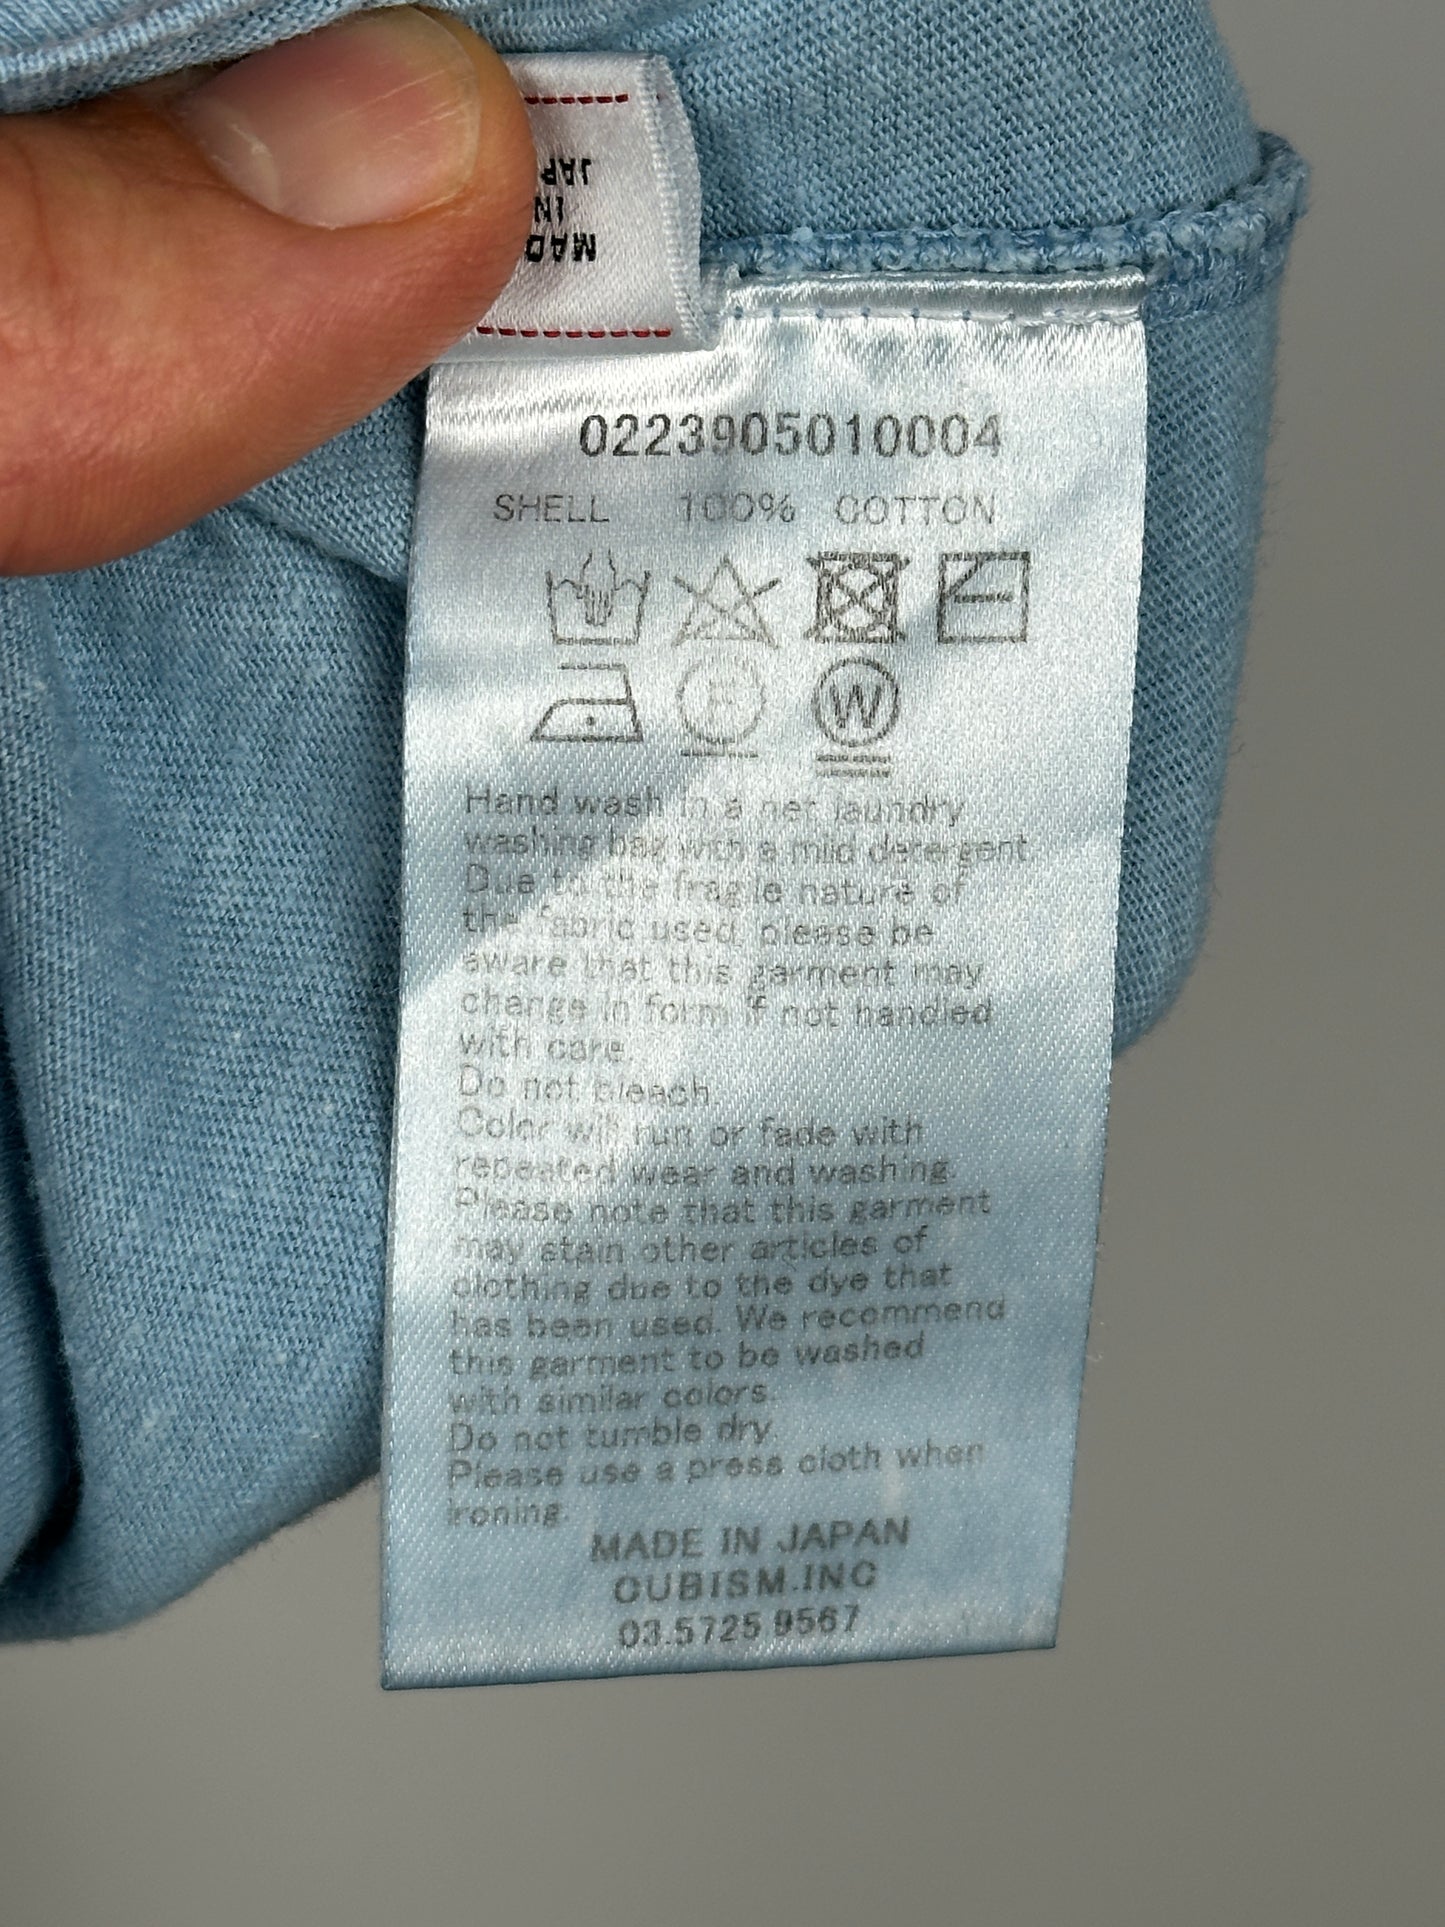 MAD
IN
JAP
0223905010004
SHELL 100% COTTON
F
W
Hand wash in a net laundry
washing bag with a mild detergent
Due to the fragile nature of
the fabric used, please be
aware that this garment may
change in form if not handled
with care.
Do not bleach.
Color will run or fade with
repeated wear and washing.
Please note that this garment
may stain other articles of
clothing due to the dye that
has been used. We recommend
this garment to be washed
with similar colors.
Do not tumble dry.
Please use a press cloth when
ironing.
MADE IN JAPAN
CUBISM.INC
03.5725 9567